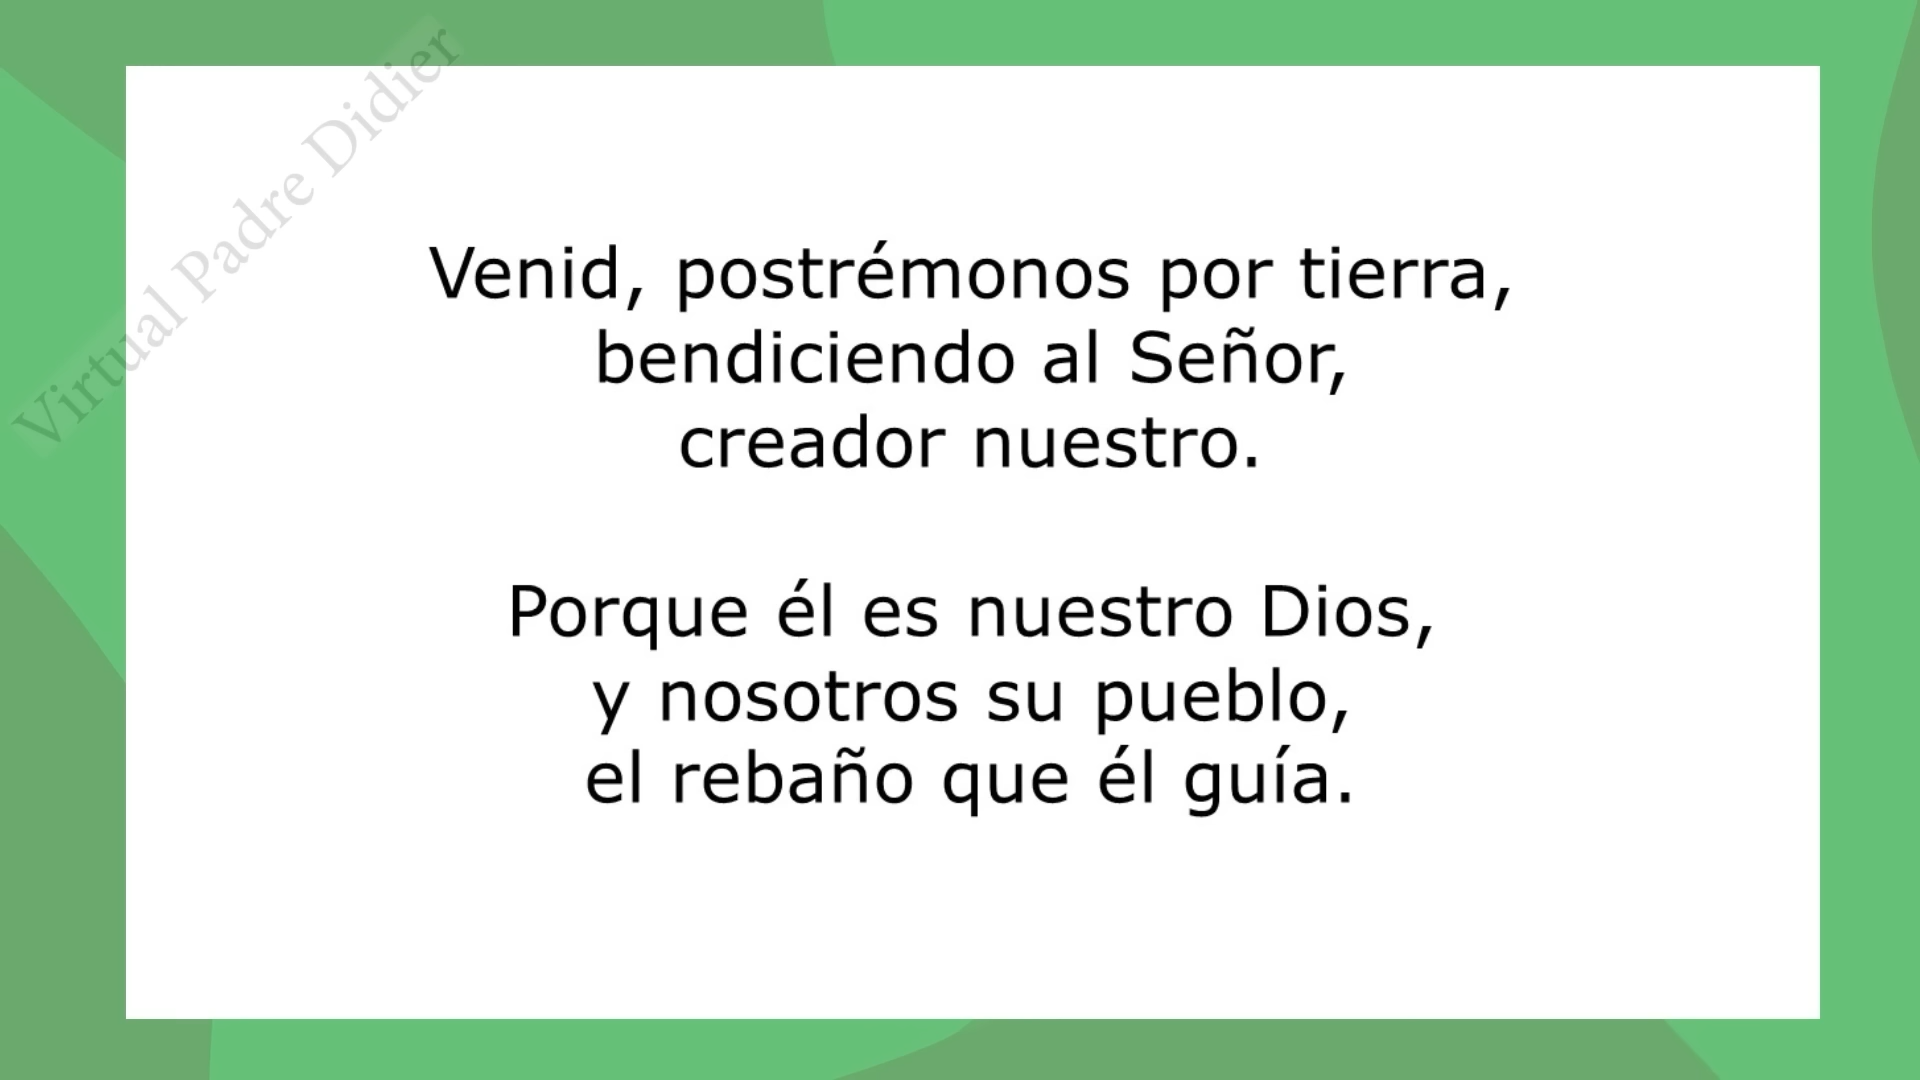 Virtual Padre Didier
Venid, postrémonos por tierra,
bendiciendo al Señor,
creador nuestro.
Porque él es nuestro Dios,
y nosotros su pueblo,
el rebaño que él guía.